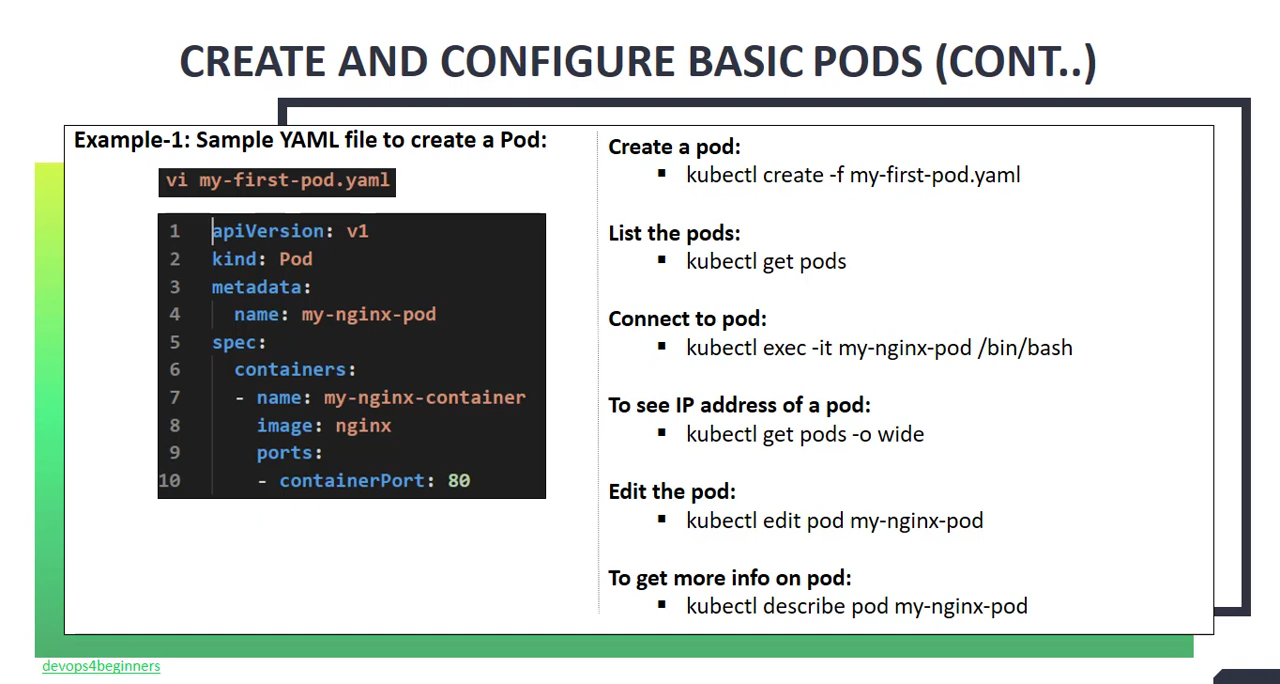 CREATE AND CONFIGURE BASIC PODS (CONT..)
Example-1: Sample YAML file to create a Pod:
vi my-first-pod.yaml
1 apiVersion: v1
2 kind: Pod
3 metadata:
4   name: my-nginx-pod
5 spec:
6   containers:
7   - name: my-nginx-container
8     image: nginx
9     ports:
10     - containerPort: 80
Create a pod:
▪ kubectl create -f my-first-pod.yaml
List the pods:
▪ kubectl get pods
Connect to pod:
▪ kubectl exec -it my-nginx-pod /bin/bash
To see IP address of a pod:
▪ kubectl get pods -o wide
Edit the pod:
▪ kubectl edit pod my-nginx-pod
To get more info on pod:
▪ kubectl describe pod my-nginx-pod
devops4beginners